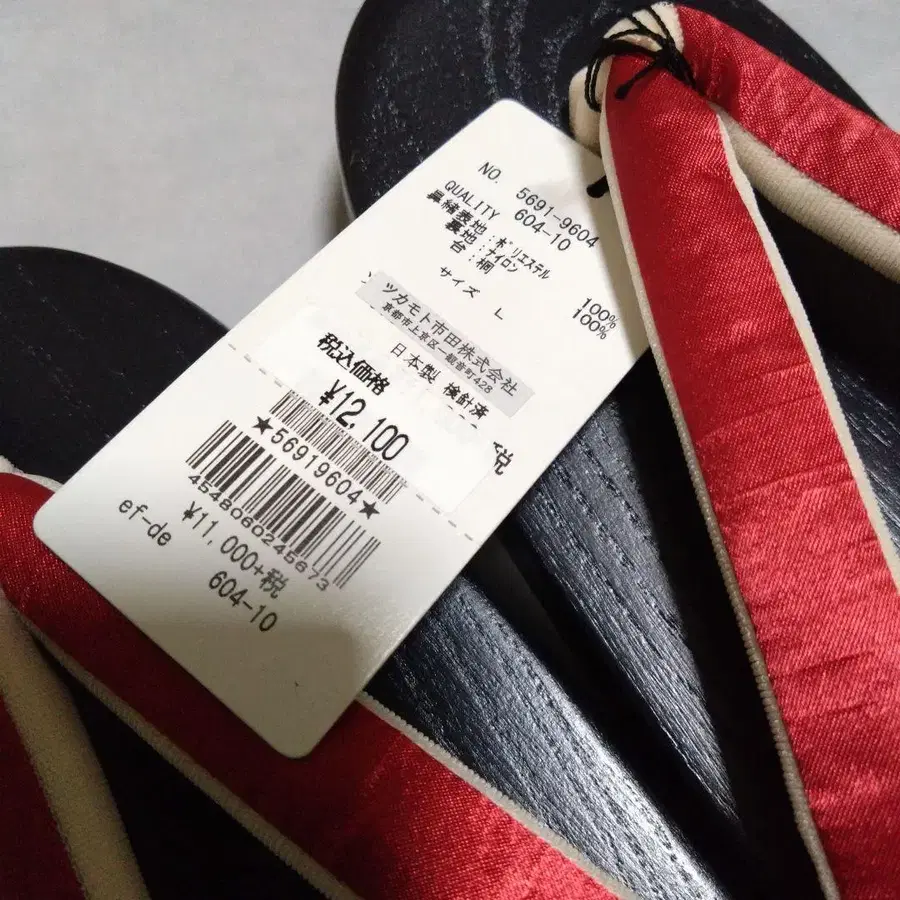 NO. 5691-9604
QUALITY 604-10
鼻緒表地:ポリエステル 100%
裏地:ナイロン 100%
台:桐
サイズ L
ツカモト市田株式会社
京都市上京区一観音町428
日本製 検針済
税込価格
¥12,100
税
★56919604★
4548060245673
¥11,000+税
ef-de 604-10